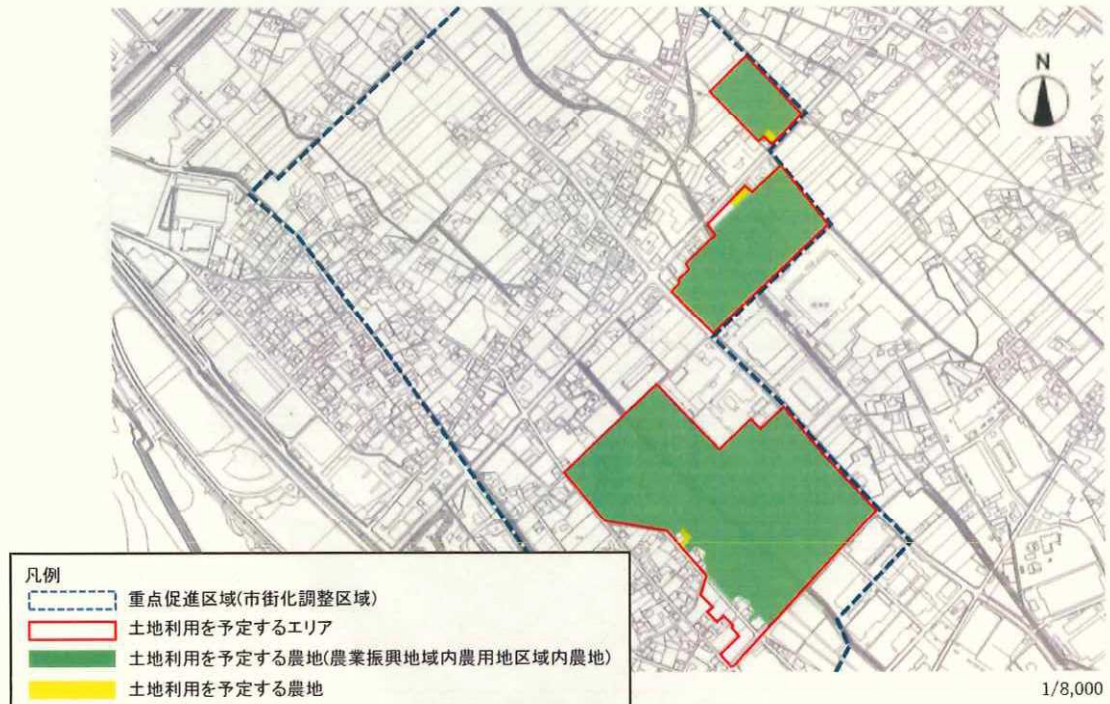 N
凡例
重点促進区域(市街化調整区域)
土地利用を予定するエリア
土地利用を予定する農地(農業振興地域内農用地区域内農地)
土地利用を予定する農地
1/8,000